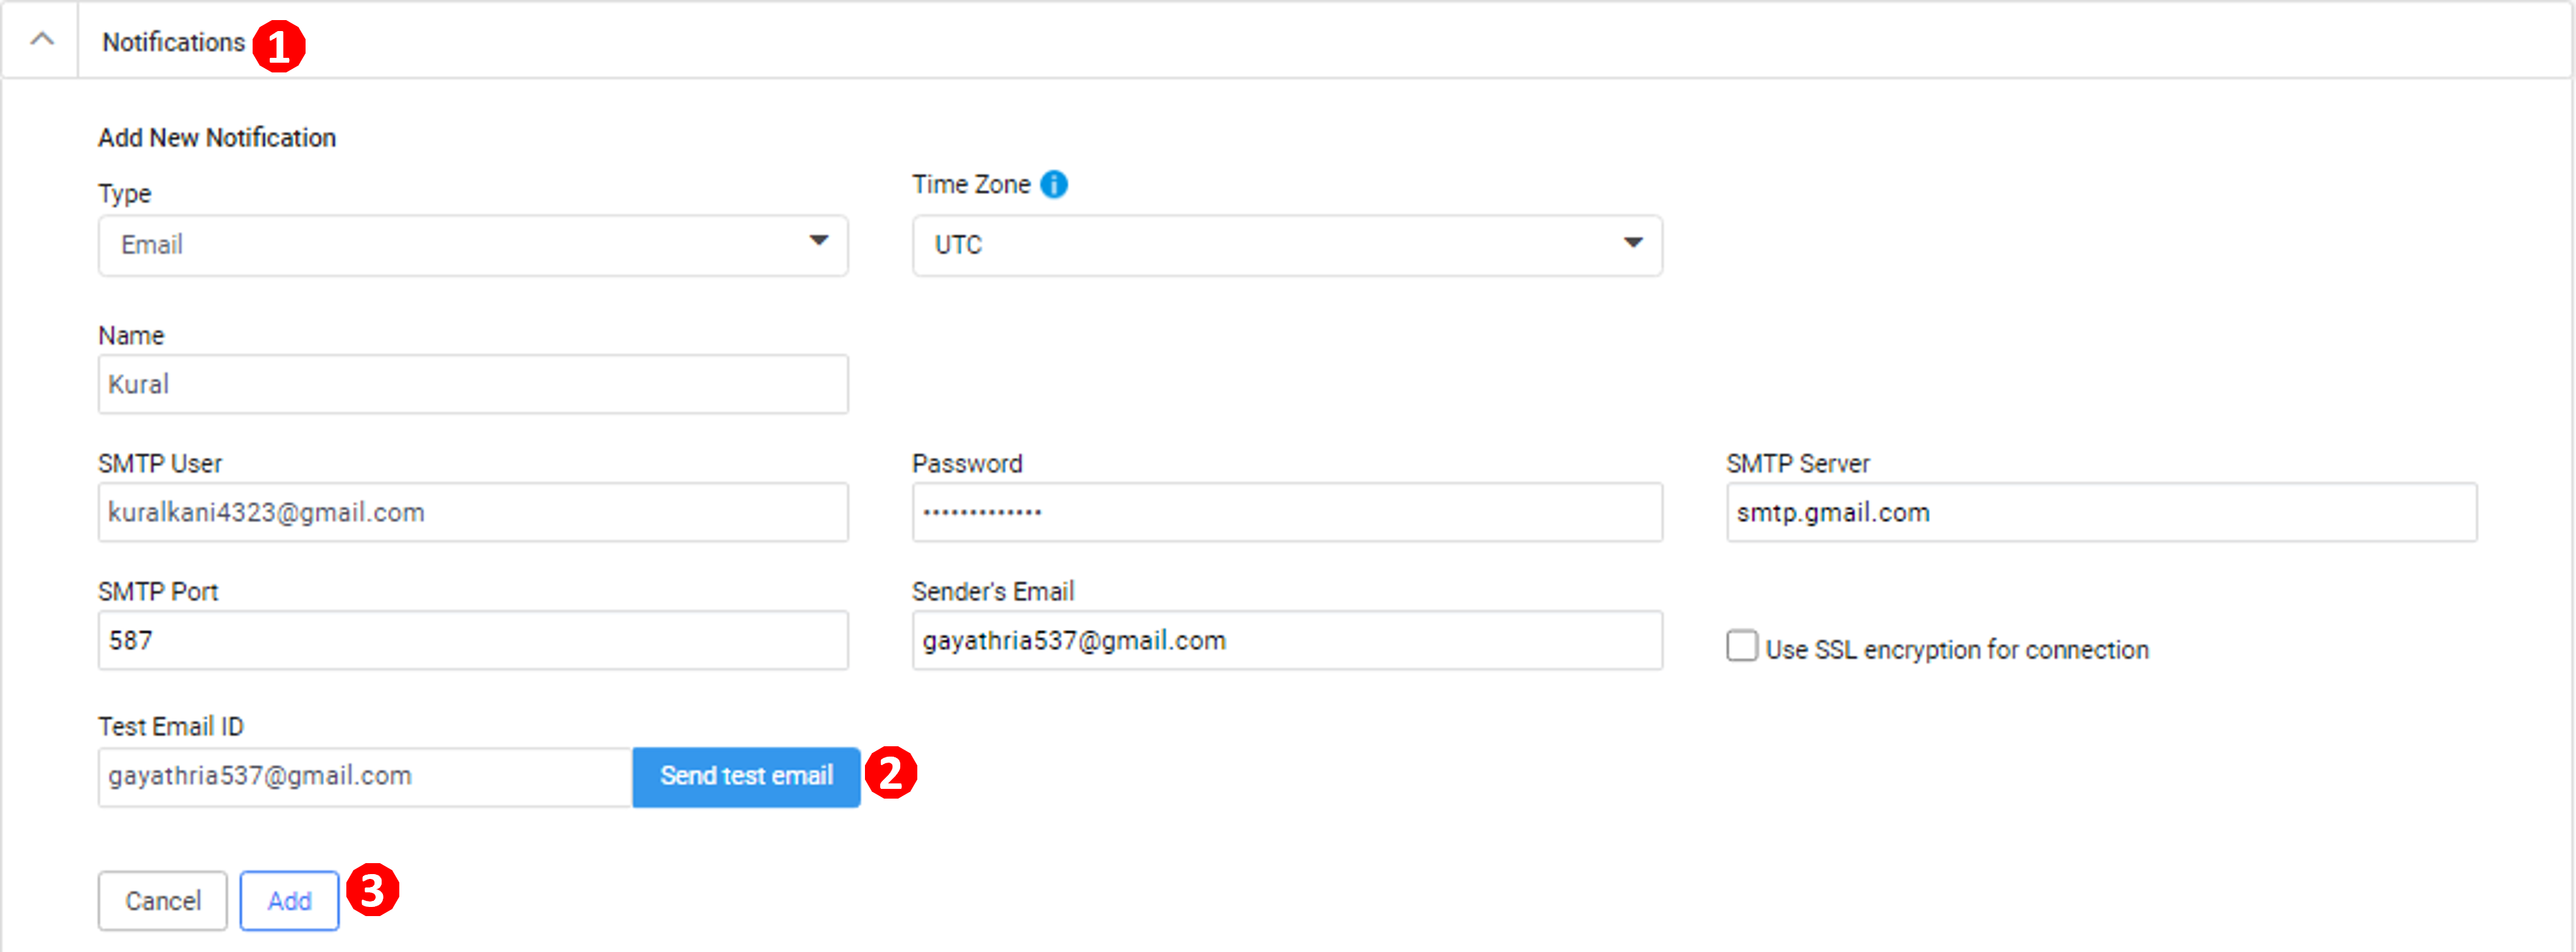 Notifications 1
Add New Notification
Type
Time Zone i
Email
UTC
Name
Kural
SMTP User
Password
SMTP Server
kuralkani4323@gmail.com
•••••••••••••
smtp.gmail.com
SMTP Port
Sender's Email
587
gayathria537@gmail.com
Use SSL encryption for connection
Test Email ID
gayathria537@gmail.com
Send test email 2
Cancel
Add 3